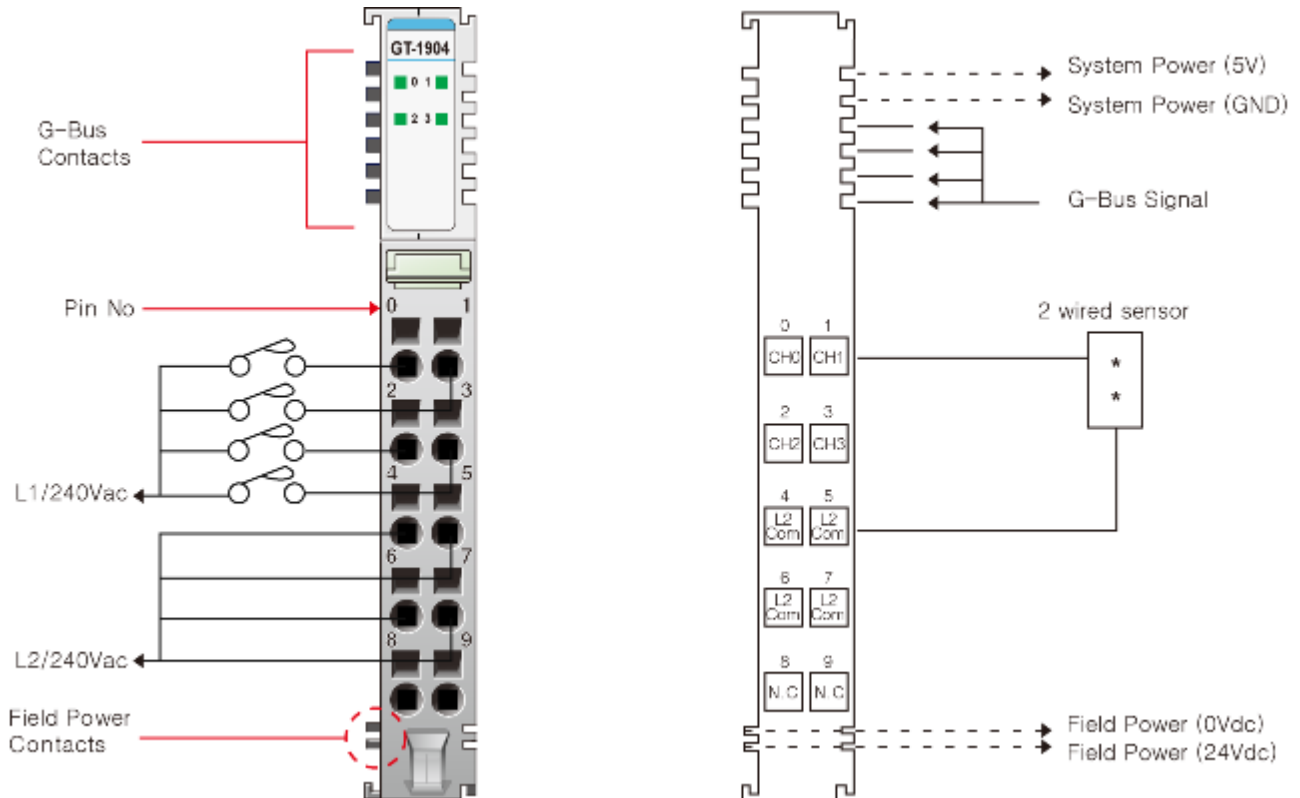 GT-1904
0 1
2 3
G-Bus
Contacts
Pin No
0 1
2 3
4 5
6 7
8 9
L1/240Vac
L2/240Vac
Field Power
Contacts
System Power (5V)
System Power (GND)
G-Bus Signal
2 wired sensor
*
*
0 1
CH0 CH1
2 3
CH2 CH3
4 5
L2 L2
Com Com
6 7
L2 L2
Com Com
8 9
N.C N.C
Field Power (0Vdc)
Field Power (24Vdc)